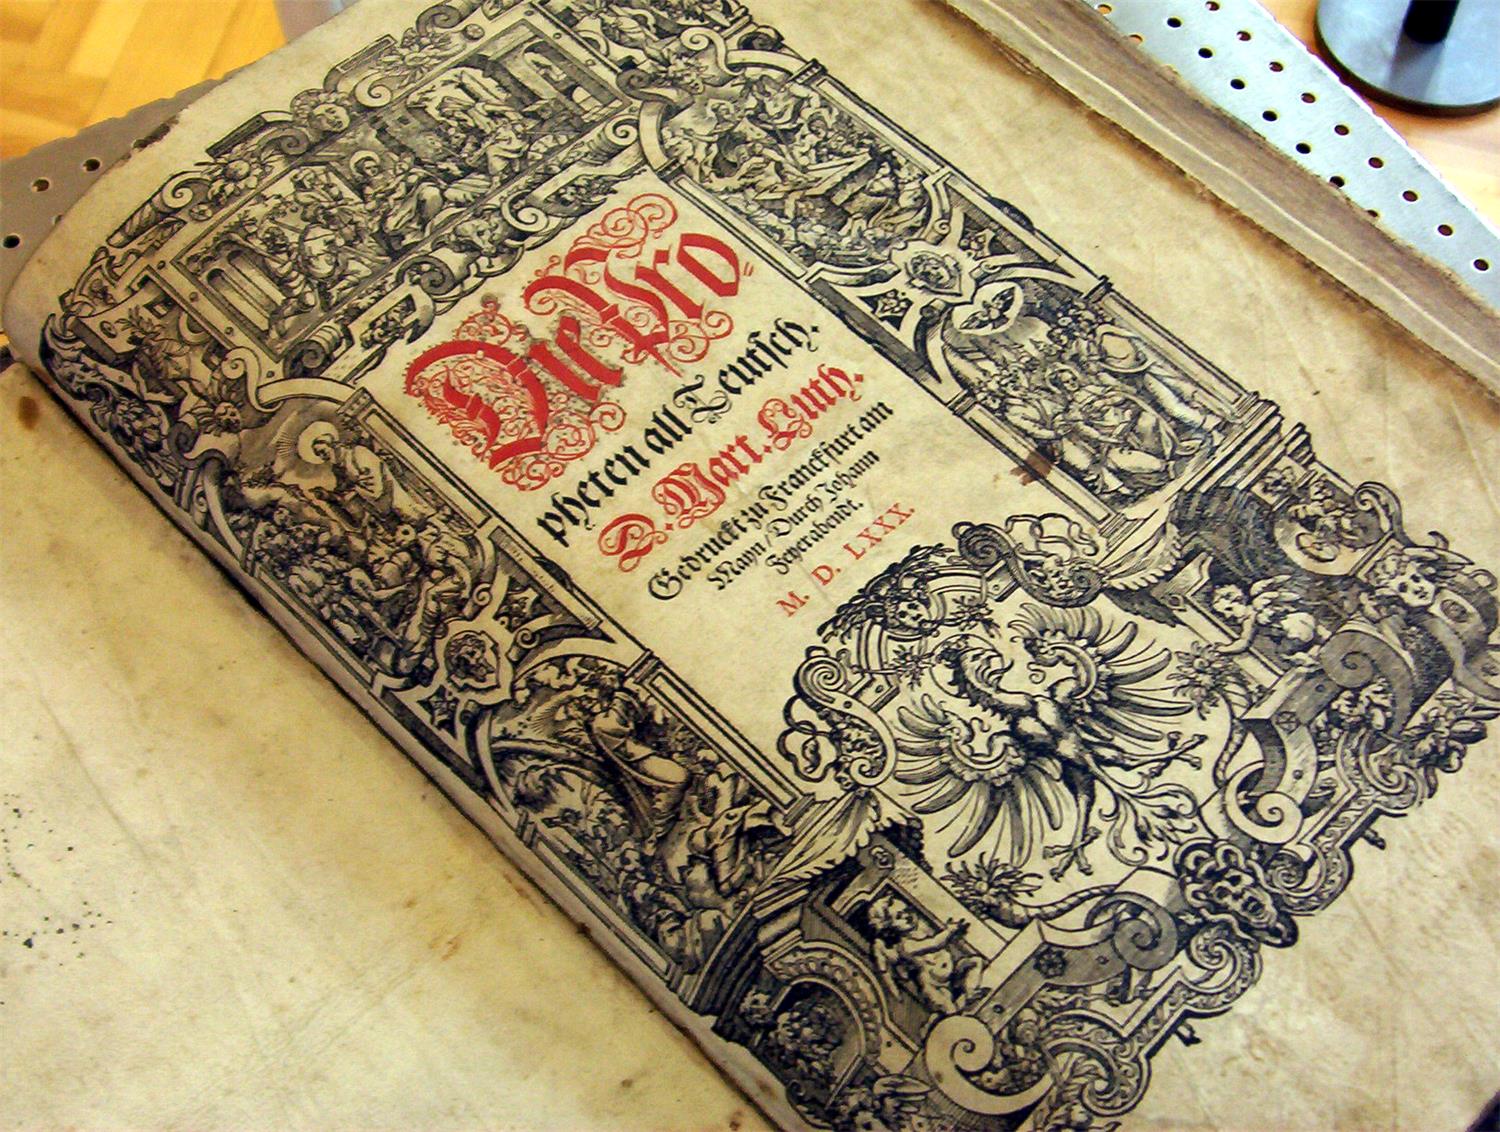 Die Pro=
pheten all Teutsch.
D. Mart. Luth.
Gedruckt zu Franckfurt am
Mayn / Durch Johann
Feyerabendt.
M. D. LXXX.